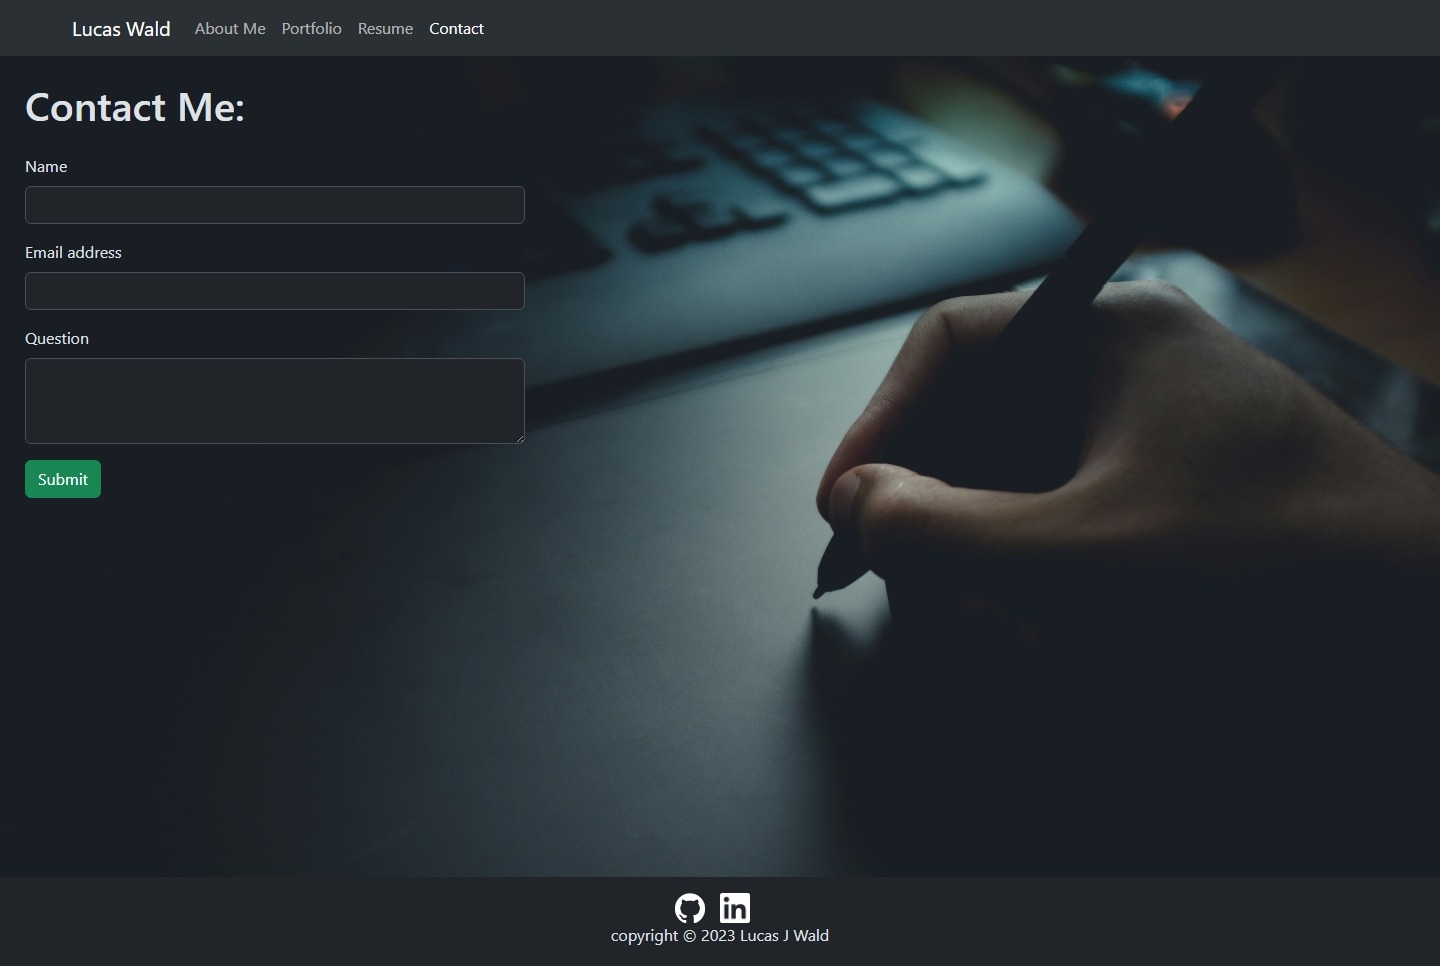 Lucas Wald About Me Portfolio Resume Contact
Contact Me:
Name
Email address
Question
Submit
in
copyright © 2023 Lucas J Wald